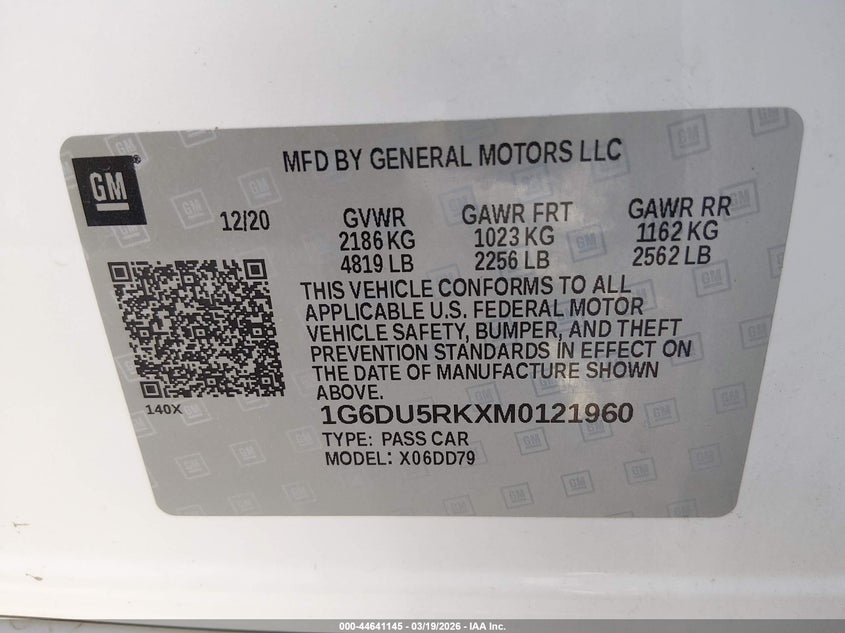 MFD BY GENERAL MOTORS LLC
GM®
12/20
GVWR
2186 KG
4819 LB
GAWR FRT
1023 KG
2256 LB
GAWR RR
1162 KG
2562 LB
THIS VEHICLE CONFORMS TO ALL
APPLICABLE U.S. FEDERAL MOTOR
VEHICLE SAFETY, BUMPER, AND THEFT
PREVENTION STANDARDS IN EFFECT ON
THE DATE OF MANUFACTURE SHOWN
ABOVE.
140X
1G6DU5RKXM0121960
TYPE: PASS CAR
MODEL: X06DD79
000-44641145 - 03/19/2026 - IAA Inc.